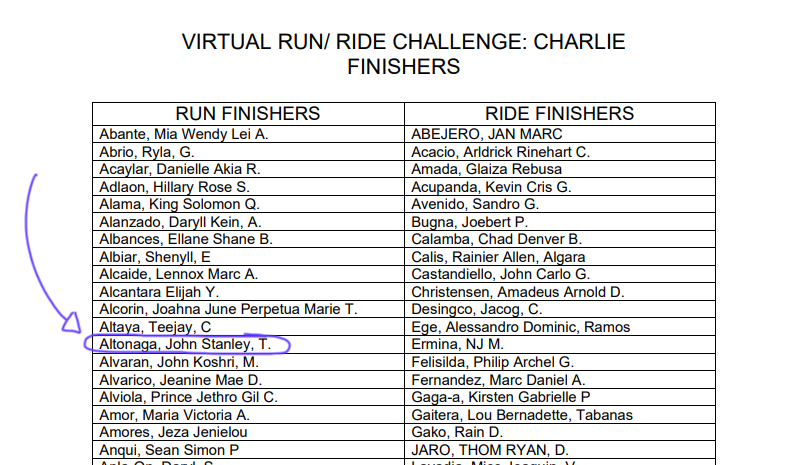 VIRTUAL RUN/ RIDE CHALLENGE: CHARLIE
FINISHERS
RUN FINISHERS RIDE FINISHERS
Abante, Mia Wendy Lei A. ABEJERO, JAN MARC
Abrio, Ryla, G. Acacio, Arldrick Rinehart C.
Acaylar, Danielle Akia R. Amada, Glaiza Rebusa
Adlaon, Hillary Rose S. Acupanda, Kevin Cris G.
Alama, King Solomon Q. Avenido, Sandro G.
Alanzado, Daryll Kein, A. Bugna, Joebert P.
Albances, Ellane Shane B. Calamba, Chad Denver B.
Albiar, Shenyll, E Calis, Rainier Allen, Algara
Alcaide, Lennox Marc A. Castandiello, John Carlo G.
Alcantara Elijah Y. Christensen, Amadeus Arnold D.
Alcorin, Joahna June Perpetua Marie T. Desingco, Jacog, C.
Altaya, Teejay, C Ege, Alessandro Dominic, Ramos
Altonaga, John Stanley, T. Ermina, NJ M.
Alvaran, John Koshri, M. Felisilda, Philip Archel G.
Alvarico, Jeanine Mae D. Fernandez, Marc Daniel A.
Alviola, Prince Jethro Gil C. Gaga-a, Kirsten Gabrielle P
Amor, Maria Victoria A. Gaitera, Lou Bernadette, Tabanas
Amores, Jeza Jenielou Gako, Rain D.
Anqui, Sean Simon P JARO, THOM RYAN, D.